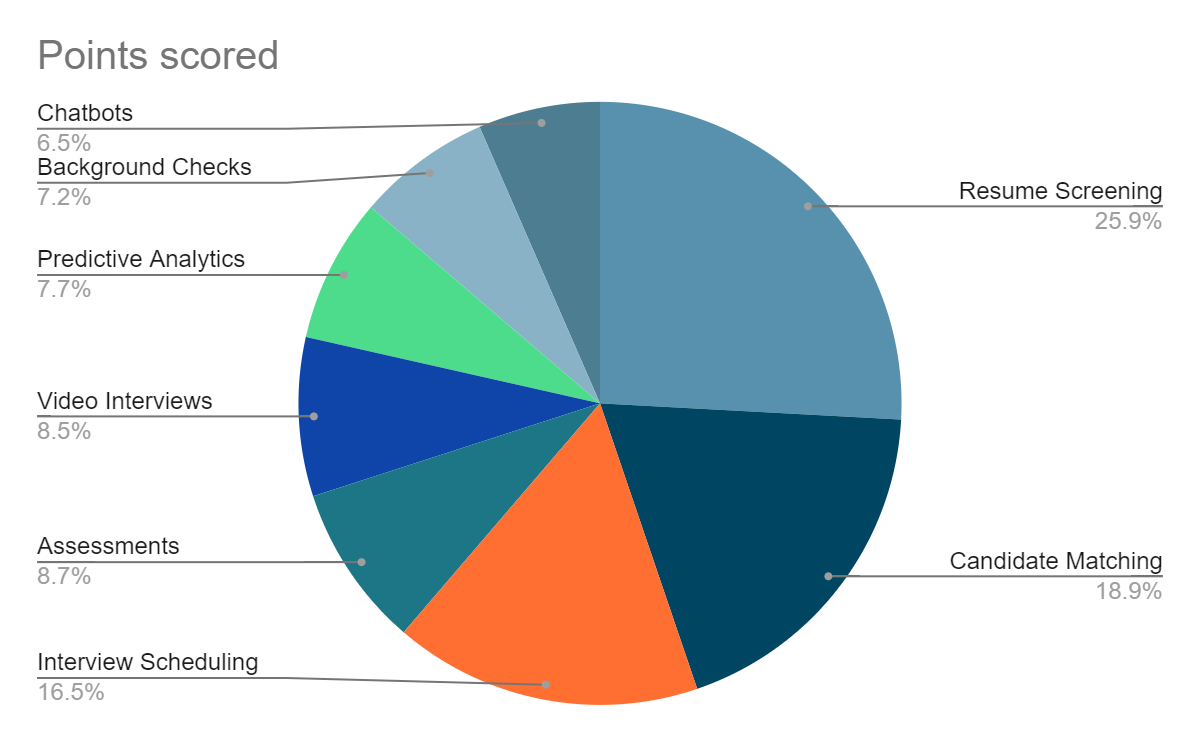 Points scored
Chatbots
6.5%
Background Checks
7.2%
Predictive Analytics
7.7%
Video Interviews
8.5%
Assessments
8.7%
Interview Scheduling
16.5%
Resume Screening
25.9%
Candidate Matching
18.9%